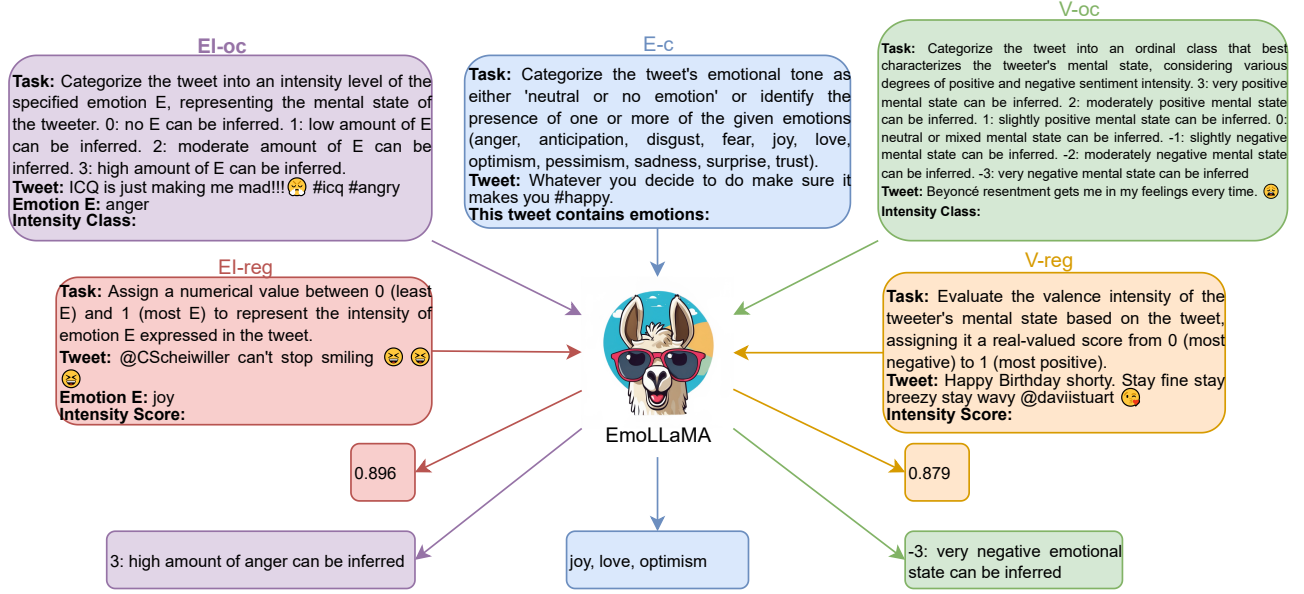 EI-oc
Task: Categorize the tweet into an intensity level of the
specified emotion E, representing the mental state of
the tweeter. 0: no E can be inferred. 1: low amount of E
can be inferred. 2: moderate amount of E can be
inferred. 3: high amount of E can be inferred.
Tweet: ICQ is just making me mad!!!😤 #icq #angry
Emotion E: anger
Intensity Class:
E-c
Task: Categorize the tweet's emotional tone as
either 'neutral or no emotion' or identify the
presence of one or more of the given emotions
(anger, anticipation, disgust, fear, joy, love,
optimism, pessimism, sadness, surprise, trust).
Tweet: Whatever you decide to do make sure it
makes you #happy.
This tweet contains emotions:
V-oc
Task: Categorize the tweet into an ordinal class that best
characterizes the tweeter's mental state, considering various
degrees of positive and negative sentiment intensity. 3: very positive
mental state can be inferred. 2: moderately positive mental state
can be inferred. 1: slightly positive mental state can be inferred. 0:
neutral or mixed mental state can be inferred. -1: slightly negative
mental state can be inferred. -2: moderately negative mental state
can be inferred. -3: very negative mental state can be inferred
Tweet: Beyoncé resentment gets me in my feelings every time. 😩
Intensity Class:
EI-reg
Task: Assign a numerical value between 0 (least
E) and 1 (most E) to represent the intensity of
emotion E expressed in the tweet.
Tweet: @CScheiwiller can't stop smiling 😆 😆
😆
Emotion E: joy
Intensity Score:
V-reg
Task: Evaluate the valence intensity of the
tweeter's mental state based on the tweet,
assigning it a real-valued score from 0 (most
negative) to 1 (most positive).
Tweet: Happy Birthday shorty. Stay fine stay
breezy stay wavy @daviistuart 😘
Intensity Score:
EmoLLaMA
0.896
0.879
3: high amount of anger can be inferred
joy, love, optimism
-3: very negative emotional
state can be inferred